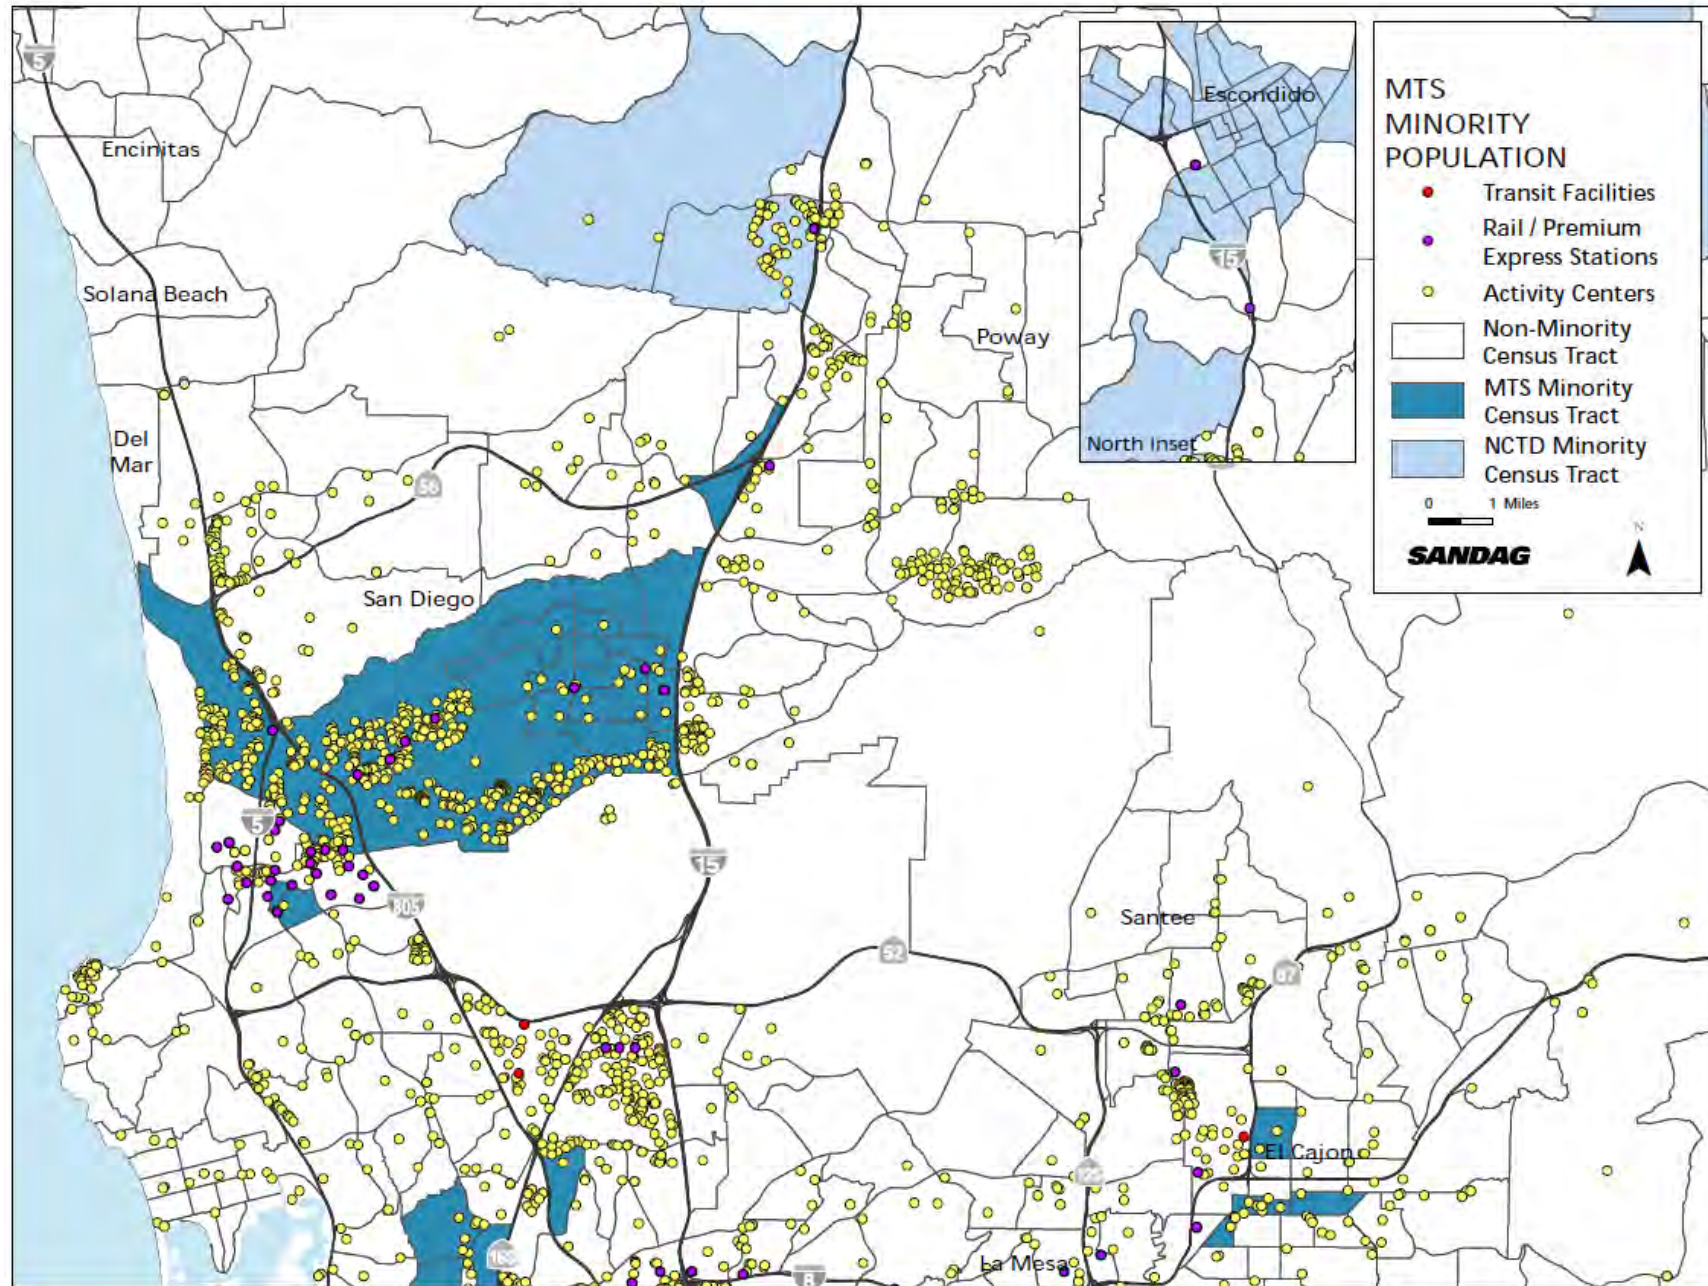 5
Encinitas
Solana Beach
Del
Mar
56
San Diego
Poway
5
805
15
52
Santee
67
El Cajon
La Mesa
163
8
Escondido
15
North Inset
MTS
MINORITY
POPULATION
Transit Facilities
Rail / Premium
Express Stations
Activity Centers
Non-Minority
Census Tract
MTS Minority
Census Tract
NCTD Minority
Census Tract
0 1 Miles
N
SANDAG